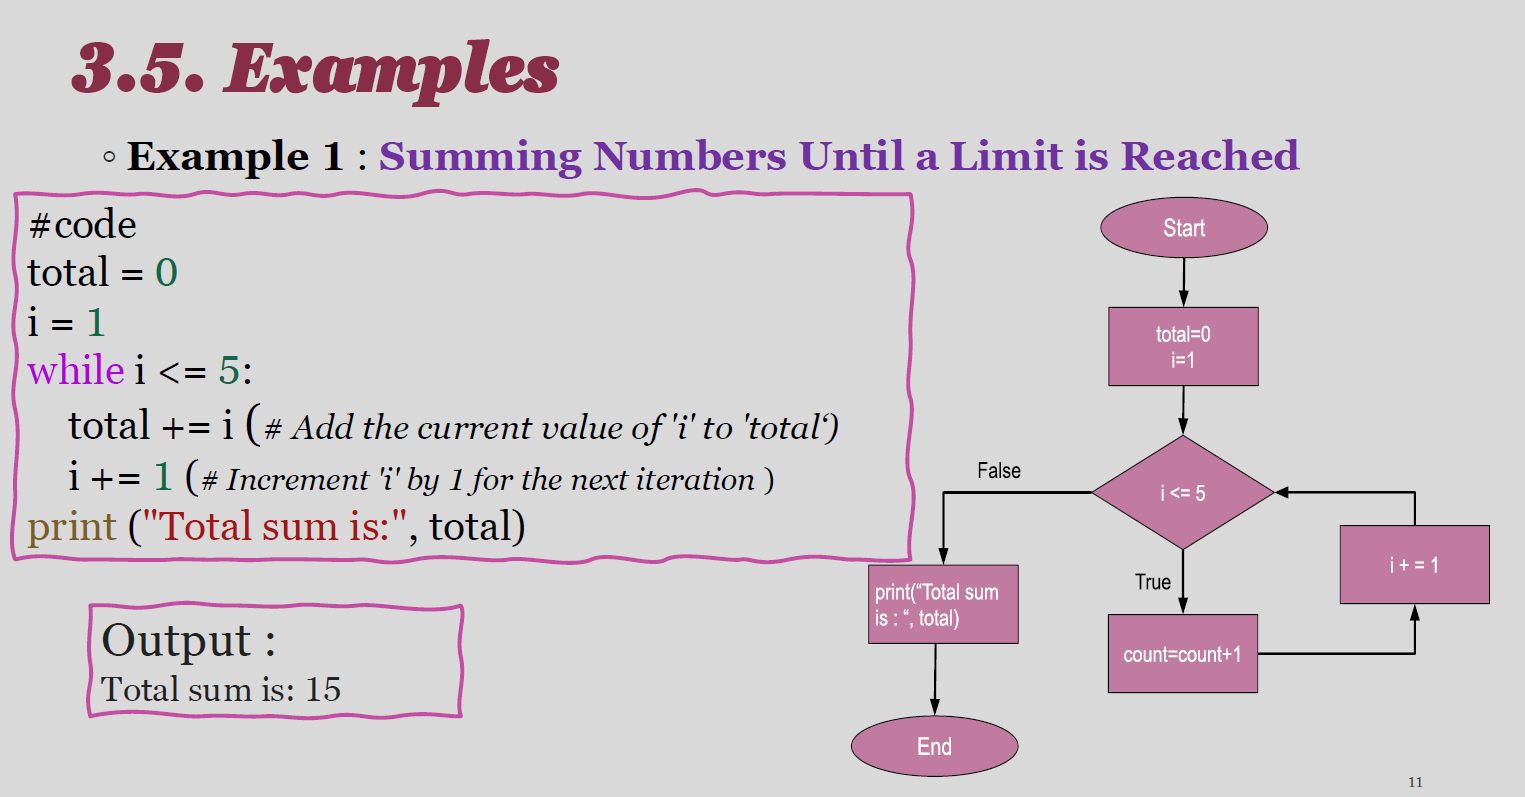 3.5. Examples
◦ Example 1 : Summing Numbers Until a Limit is Reached
#code
total = 0
i = 1
while i <= 5:
total += i (# Add the current value of 'i' to 'total‘)
i += 1 (# Increment 'i' by 1 for the next iteration )
print ("Total sum is:", total)
Output :
Total sum is: 15
Start
total=0
i=1
i <= 5
False
True
i + = 1
print(“Total sum
is : “, total)
count=count+1
End
11